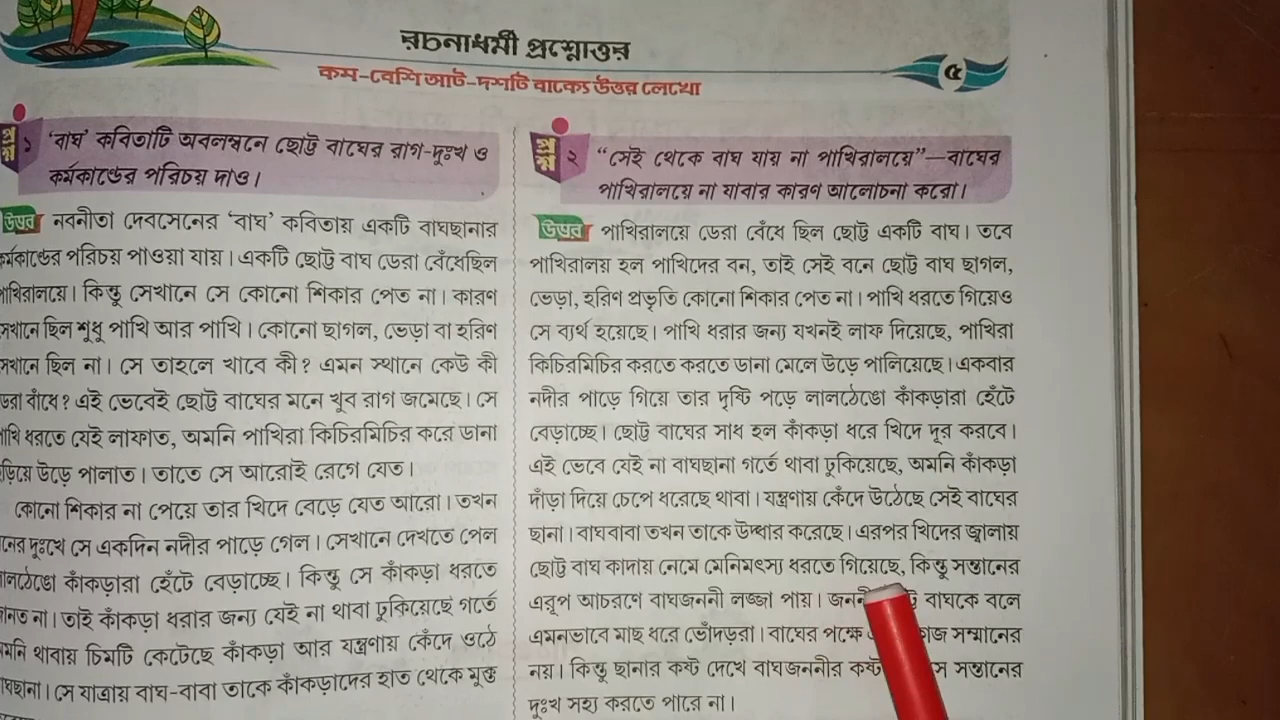 রচনাধর্মী প্রশ্নোত্তর
৫
কম-বেশি আট-দশটি বাক্যে উত্তর লেখো
প্রশ্ন ১ ‘বাঘ’ কবিতাটি অবলম্বনে ছোট্ট বাঘের রাগ-দুঃখ ও
কর্মকাণ্ডের পরিচয় দাও।
উত্তর নবনীতা দেবসেনের ‘বাঘ’ কবিতায় একটি বাঘছানার
কর্মকাণ্ডের পরিচয় পাওয়া যায়। একটি ছোট্ট বাঘ ডেরা বেঁধেছিল
পাখিরালয়ে। কিন্তু সেখানে সে কোনো শিকার পেত না। কারণ
সেখানে ছিল শুধু পাখি আর পাখি। কোনো ছাগল, ভেড়া বা হরিণ
সেখানে ছিল না। সে তাহলে খাবে কী? এমন স্থানে কেউ কী
ডেরা বাঁধে? এই ভেবেই ছোট্ট বাঘের মনে খুব রাগ জমেছে। সে
পাখি ধরতে যেই লাফাত, অমনি পাখিরা কিচিরমিচির করে ডানা
উড়িয়ে উড়ে পালাত। তাতে সে আরোই রেগে যেত।
কোনো শিকার না পেয়ে তার খিদে বেড়ে যেত আরো। তখন
মনের দুঃখে সে একদিন নদীর পাড়ে গেল। সেখানে দেখতে পেল
লালঠেঙো কাঁকড়ারা হেঁটে বেড়াচ্ছে। কিন্তু সে কাঁকড়া ধরতে
জানত না। তাই কাঁকড়া ধরার জন্য যেই না থাবা ঢুকিয়েছে গর্তে
অমনি থাবায় চিমটি কেটেছে কাঁকড়া আর যন্ত্রণায় কেঁদে ওঠে
বাঘছানা। সে যাত্রায় বাঘ-বাবা তাকে কাঁকড়াদের হাত থেকে মুক্ত
প্রশ্ন ২ “সেই থেকে বাঘ যায় না পাখিরালয়ে”—বাঘের
পাখিরালয়ে না যাবার কারণ আলোচনা করো।
উত্তর পাখিরালয়ে ডেরা বেঁধে ছিল ছোট্ট একটি বাঘ। তবে
পাখিরালয় হল পাখিদের বন, তাই সেই বনে ছোট্ট বাঘ ছাগল,
ভেড়া, হরিণ প্রভৃতি কোনো শিকার পেত না। পাখি ধরতে গিয়েও
সে ব্যর্থ হয়েছে। পাখি ধরার জন্য যখনই লাফ দিয়েছে, পাখিরা
কিচিরমিচির করতে করতে ডানা মেলে উড়ে পালিয়েছে। একবার
নদীর পাড়ে গিয়ে তার দৃষ্টি পড়ে লালঠেঙো কাঁকড়ারা হেঁটে
বেড়াচ্ছে। ছোট্ট বাঘের সাধ হল কাঁকড়া ধরে খিদে দূর করবে।
এই ভেবে যেই না বাঘছানা গর্তে থাবা ঢুকিয়েছে, অমনি কাঁকড়া
দাঁড়া দিয়ে চেপে ধরেছে থাবা। যন্ত্রণায় কেঁদে উঠেছে সেই বাঘের
ছানা। বাঘবাবা তখন তাকে উদ্ধার করেছে। এরপর খিদের জ্বালায়
ছোট্ট বাঘ কাদায় নেমে মেনিমৎস্য ধরতে গিয়েছে, কিন্তু সন্তানের
এরূপ আচরণে বাঘজননী লজ্জা পায়। জননী বাঘকে বলে
এমনভাবে মাছ ধরে ভোঁদড়রা। বাঘের পক্ষে কাজ সম্মানের
নয়। কিন্তু ছানার কষ্ট দেখে বাঘজননীর কষ্ট সন্তানের
দুঃখ সহ্য করতে পারে না।